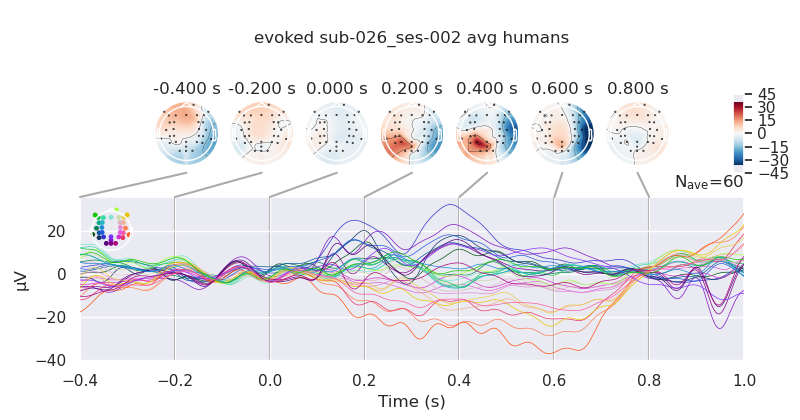 evoked sub-026_ses-002 avg humans
-0.400 s -0.200 s 0.000 s 0.200 s 0.400 s 0.600 s 0.800 s
45
30
15
0
−15
−30
−45
Nave=60
20
0
−20
−40
µV
−0.4 −0.2 0.0 0.2 0.4 0.6 0.8 1.0
Time (s)